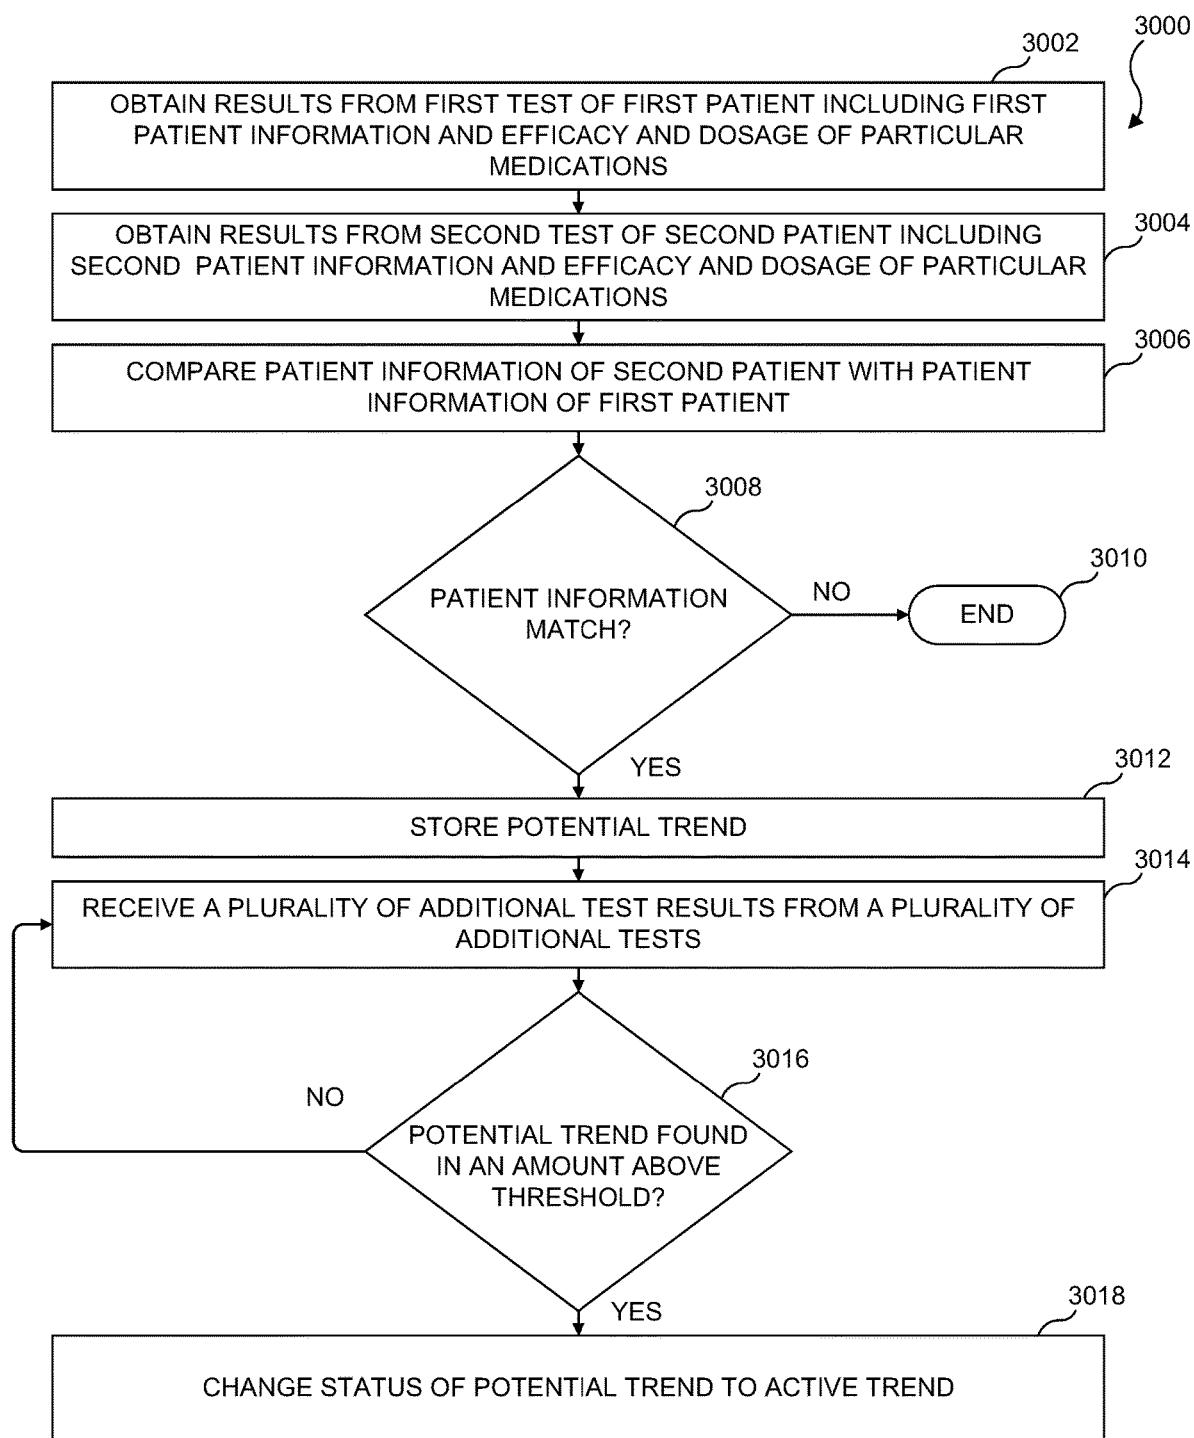 3000
3002
OBTAIN RESULTS FROM FIRST TEST OF FIRST PATIENT INCLUDING FIRST
PATIENT INFORMATION AND EFFICACY AND DOSAGE OF PARTICULAR
MEDICATIONS
3004
OBTAIN RESULTS FROM SECOND TEST OF SECOND PATIENT INCLUDING
SECOND PATIENT INFORMATION AND EFFICACY AND DOSAGE OF PARTICULAR
MEDICATIONS
3006
COMPARE PATIENT INFORMATION OF SECOND PATIENT WITH PATIENT
INFORMATION OF FIRST PATIENT
3008
PATIENT INFORMATION
MATCH?
NO
3010
END
YES
3012
STORE POTENTIAL TREND
3014
RECEIVE A PLURALITY OF ADDITIONAL TEST RESULTS FROM A PLURALITY OF
ADDITIONAL TESTS
3016
NO
POTENTIAL TREND FOUND
IN AN AMOUNT ABOVE
THRESHOLD?
YES
3018
CHANGE STATUS OF POTENTIAL TREND TO ACTIVE TREND